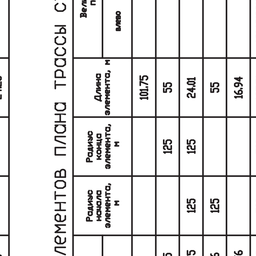 лементов плана трассы с
Радиус начала элемента, м
Радиус конца элемента, м
Длина элемента, м
влево
101.75
125 55
125 125 24.01
125 55
16.94